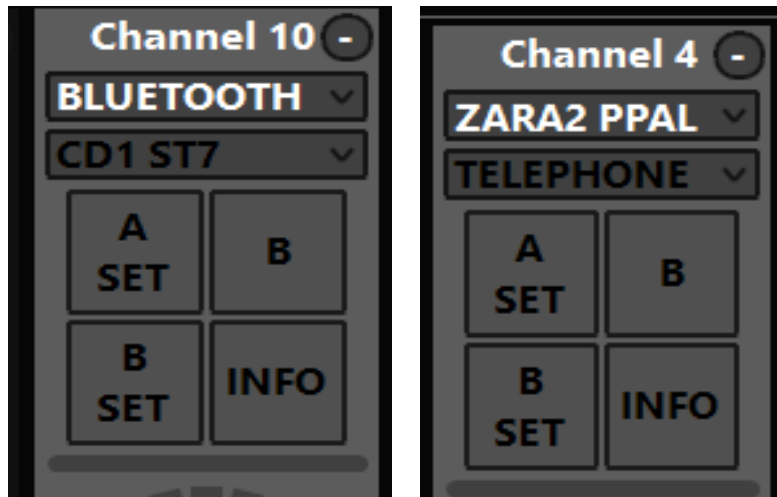 Channel 10 -
BLUETOOTH
CD1 ST7
A SET
B
B SET
INFO
Channel 4 -
ZARA2 PPAL
TELEPHONE
A SET
B
B SET
INFO